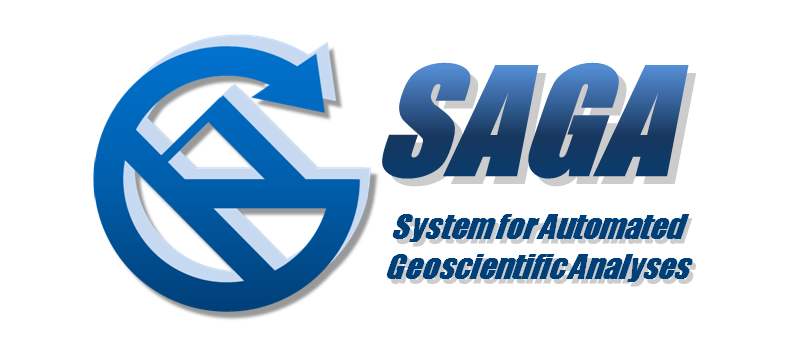 SAGA
System for Automated
Geoscientific Analyses